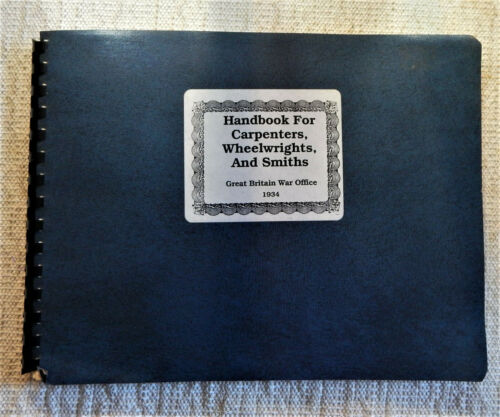 Handbook For
Carpenters,
Wheelwrights,
And Smiths
Great Britain War Office
1934